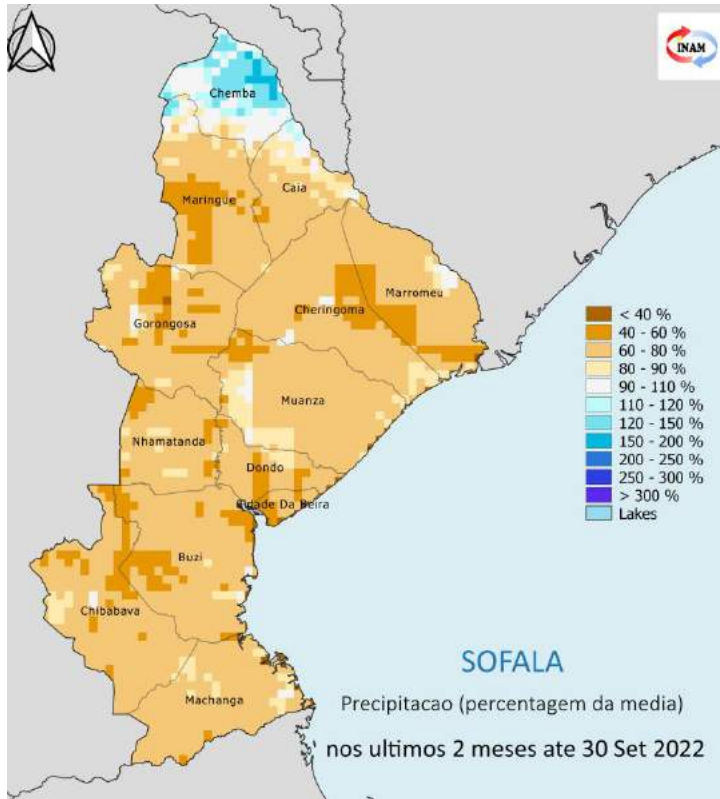 INAM
Chemba
Caia
Maringue
Marromeu
Cheringoma
Gorongosa
Muanza
Nhamatanda
Dondo
Cidade Da Beira
Buzi
Chibabava
Machanga
< 40 %
40 - 60 %
60 - 80 %
80 - 90 %
90 - 110 %
110 - 120 %
120 - 150 %
150 - 200 %
200 - 250 %
250 - 300 %
> 300 %
Lakes
SOFALA
Precipitacao (percentagem da media)
nos ultimos 2 meses ate 30 Set 2022